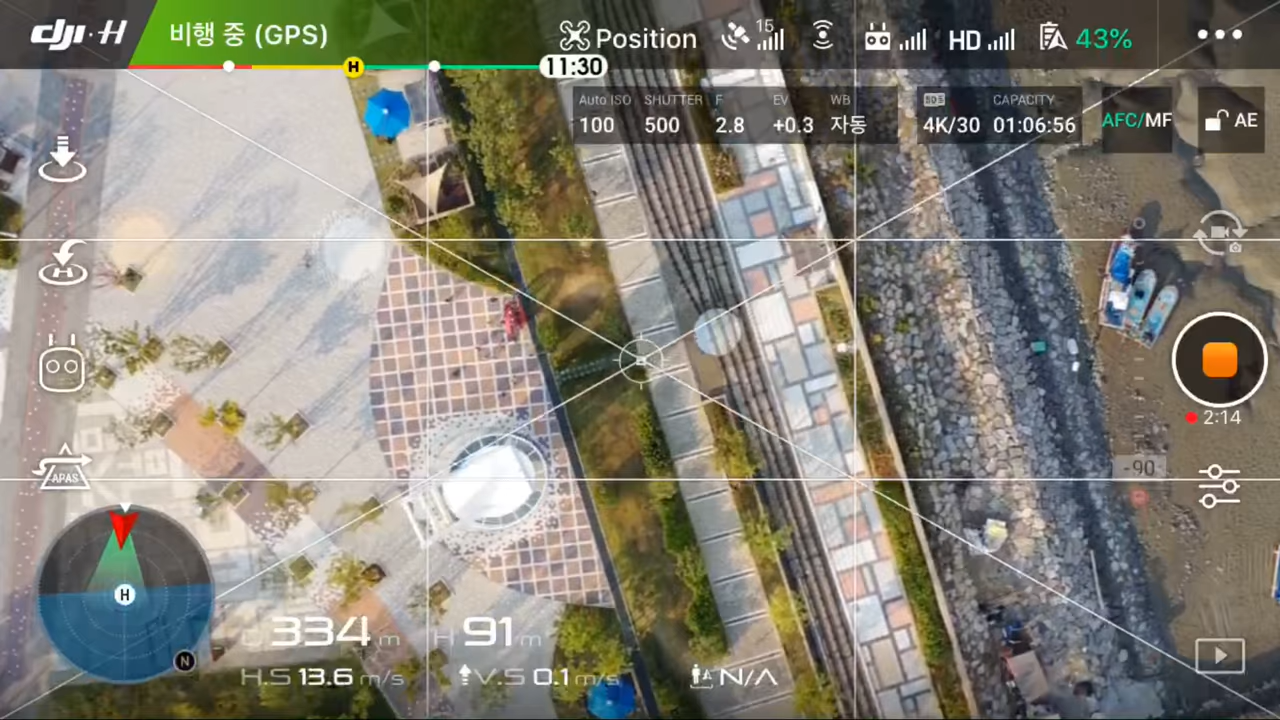 dji·H 비행 중 (GPS) Position 15 HD 43%
H 11:30
Auto ISO SHUTTER F EV WB CAPACITY
100 500 2.8 +0.3 자동 4K/30 01:06:56 AFC/MF AE
2:14
-90
APAS
H
N
D 334 m H 91 m
H.S 13.6 m/s V.S 0.1 m/s N/A